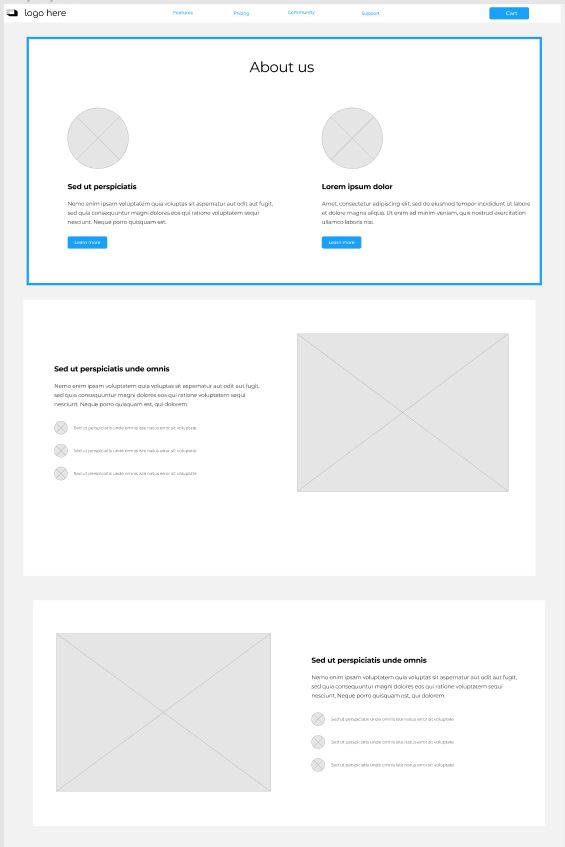 logo here
Features
Pricing
Community
Support
Cart
About us
Sed ut perspiciatis
Nemo enim ipsam voluptatem quia voluptas sit aspernatur aut odit aut fugit,
sed quia consequuntur magni dolores eos qui ratione voluptatem sequi
nesciunt. Neque porro quisquam est.
Learn more
Lorem ipsum dolor
Amet, consectetur adipiscing elit, sed do eiusmod tempor incididunt ut labore
et dolore magna aliqua. Ut enim ad minim veniam, quis nostrud exercitation
ullamco laboris nisi.
Learn more
Sed ut perspiciatis unde omnis
Nemo enim ipsam voluptatem quia voluptas sit aspernatur aut odit aut fugit,
sed quia consequuntur magni dolores eos qui ratione voluptatem sequi
nesciunt. Neque porro quisquam est, qui dolorem.
Sed ut perspiciatis unde omnis iste natus error sit voluptate
Sed ut perspiciatis unde omnis iste natus error sit voluptate
Sed ut perspiciatis unde omnis iste natus error sit voluptate
Sed ut perspiciatis unde omnis
Nemo enim ipsam voluptatem quia voluptas sit aspernatur aut odit aut fugit,
sed quia consequuntur magni dolores eos qui ratione voluptatem sequi
nesciunt. Neque porro quisquam est, qui dolorem.
Sed ut perspiciatis unde omnis iste natus error sit voluptate
Sed ut perspiciatis unde omnis iste natus error sit voluptate
Sed ut perspiciatis unde omnis iste natus error sit voluptate